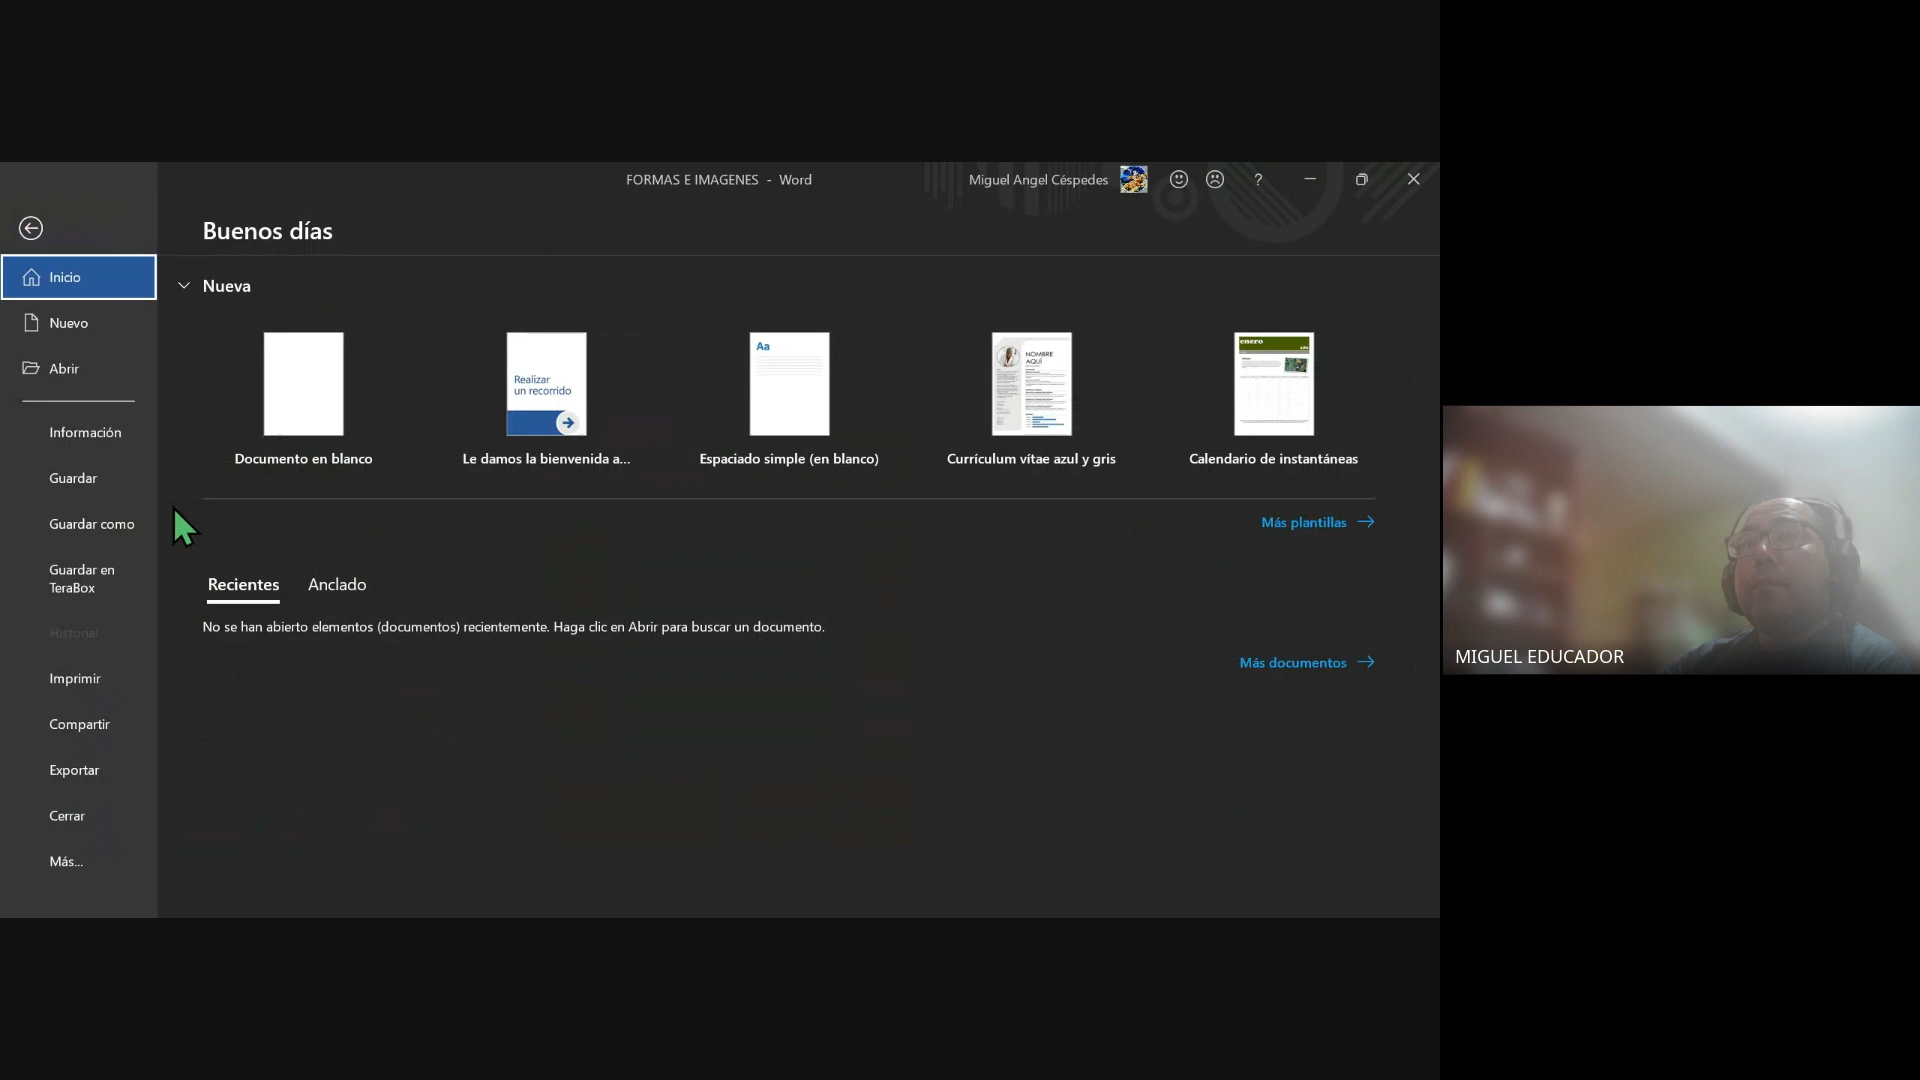 FORMAS E IMAGENES - Word
Miguel Angel Céspedes
?
Buenos días
Inicio
Nuevo
Abrir
Información
Guardar
Guardar como
Guardar en
TeraBox
Historial
Imprimir
Compartir
Exportar
Cerrar
Más...
Nueva
Realizar
un recorrido
Aa
NOMBRE
AQUÍ
enero
Documento en blanco
Le damos la bienvenida a...
Espaciado simple (en blanco)
Currículum vítae azul y gris
Calendario de instantáneas
Más plantillas
Recientes
Anclado
No se han abierto elementos (documentos) recientemente. Haga clic en Abrir para buscar un documento.
Más documentos
MIGUEL EDUCADOR